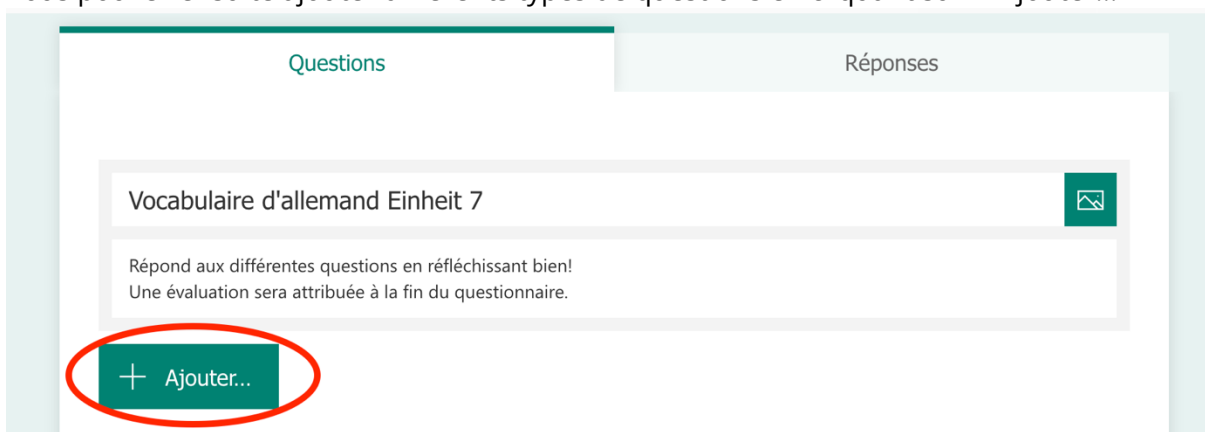 Questions
Réponses
Vocabulaire d'allemand Einheit 7
Répond aux différentes questions en réfléchissant bien!
Une évaluation sera attribuée à la fin du questionnaire.
+ Ajouter...